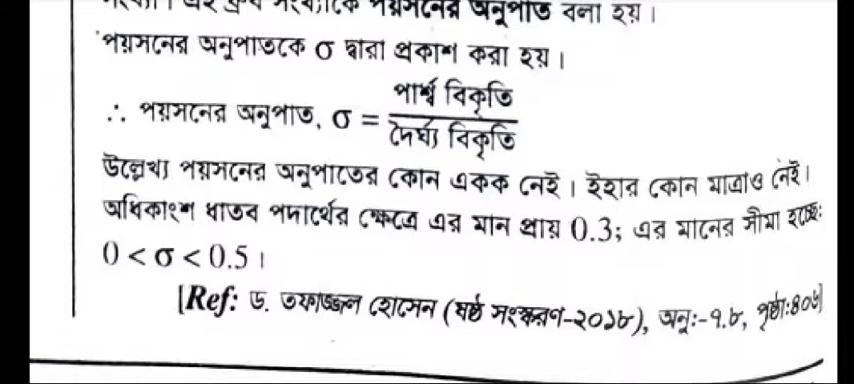 সংখ্যা। এই ধ্রুব সংখ্যাকে পয়সনের অনুপাত বলা হয়।
পয়সনের অনুপাতকে σ দ্বারা প্রকাশ করা হয়।
∴ পয়সনের অনুপাত, σ = পার্শ্ব বিকৃতি
দৈর্ঘ্য বিকৃতি
উল্লেখ্য পয়সনের অনুপাতের কোন একক নেই। ইহার কোন মাত্রাও নেই।
অধিকাংশ ধাতব পদার্থের ক্ষেত্রে এর মান প্রায় 0.3; এর মানের সীমা হচ্ছে:
0 < σ < 0.5।
[Ref: ড. তফাজ্জল হোসেন (ষষ্ঠ সংস্করণ-২০১৮), অনু:-৭.৮, পৃষ্ঠা:৪০৬]